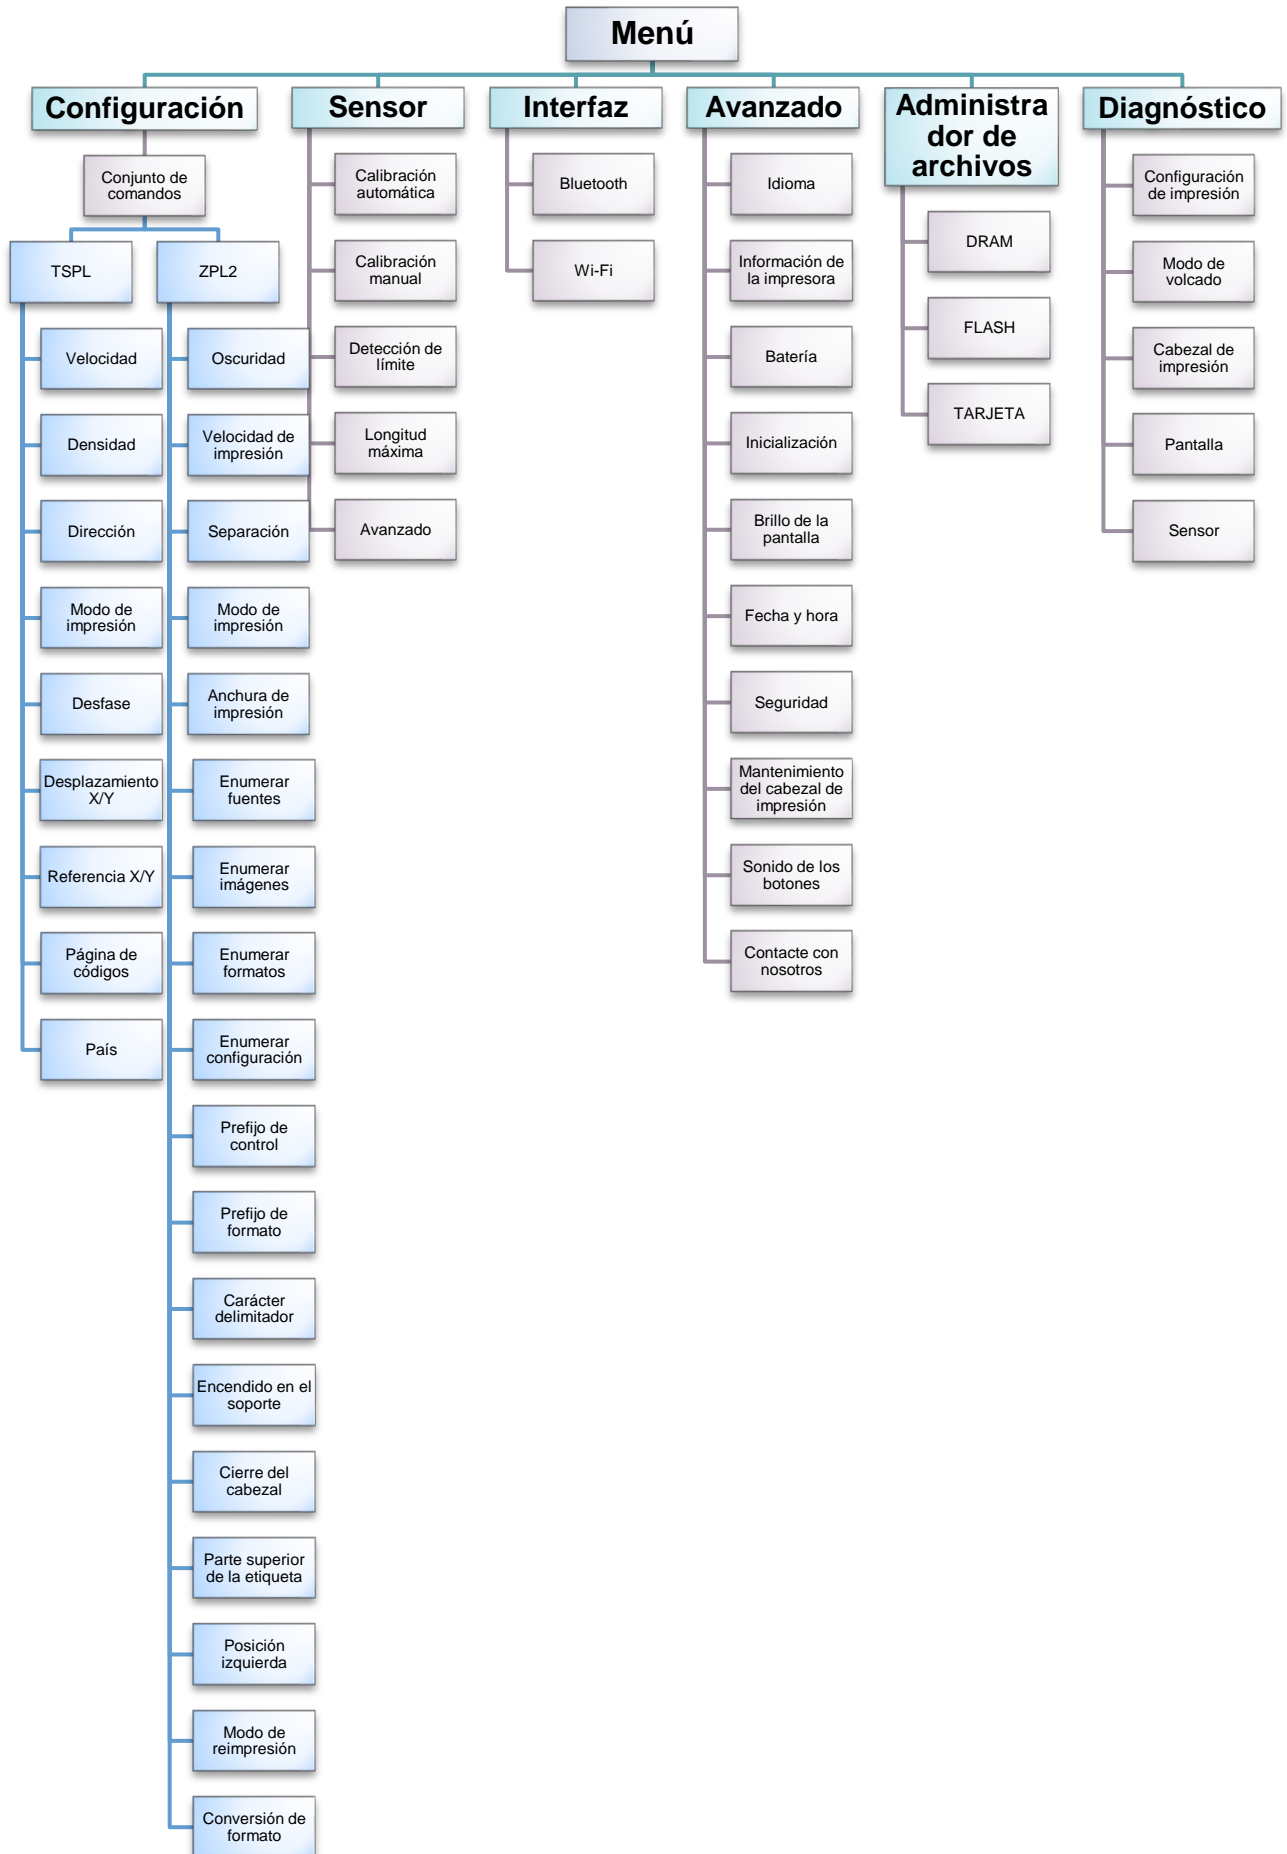 Menú
Configuración
Conjunto de
comandos
TSPL
Velocidad
Densidad
Dirección
Modo de
impresión
Desfase
Desplazamiento
X/Y
Referencia X/Y
Página de
códigos
País
ZPL2
Oscuridad
Velocidad de
impresión
Separación
Modo de
impresión
Anchura de
impresión
Enumerar
fuentes
Enumerar
imágenes
Enumerar
formatos
Enumerar
configuración
Prefijo de
control
Prefijo de
formato
Carácter
delimitador
Encendido en el
soporte
Cierre del
cabezal
Parte superior
de la etiqueta
Posición
izquierda
Modo de
reimpresión
Conversión de
formato
Sensor
Calibración
automática
Calibración
manual
Detección de
límite
Longitud
máxima
Avanzado
Interfaz
Bluetooth
Wi-Fi
Avanzado
Idioma
Información de
la impresora
Batería
Inicialización
Brillo de la
pantalla
Fecha y hora
Seguridad
Mantenimiento
del cabezal de
impresión
Sonido de los
botones
Contacte con
nosotros
Administra
dor de
archivos
DRAM
FLASH
TARJETA
Diagnóstico
Configuración
de impresión
Modo de
volcado
Cabezal de
impresión
Pantalla
Sensor